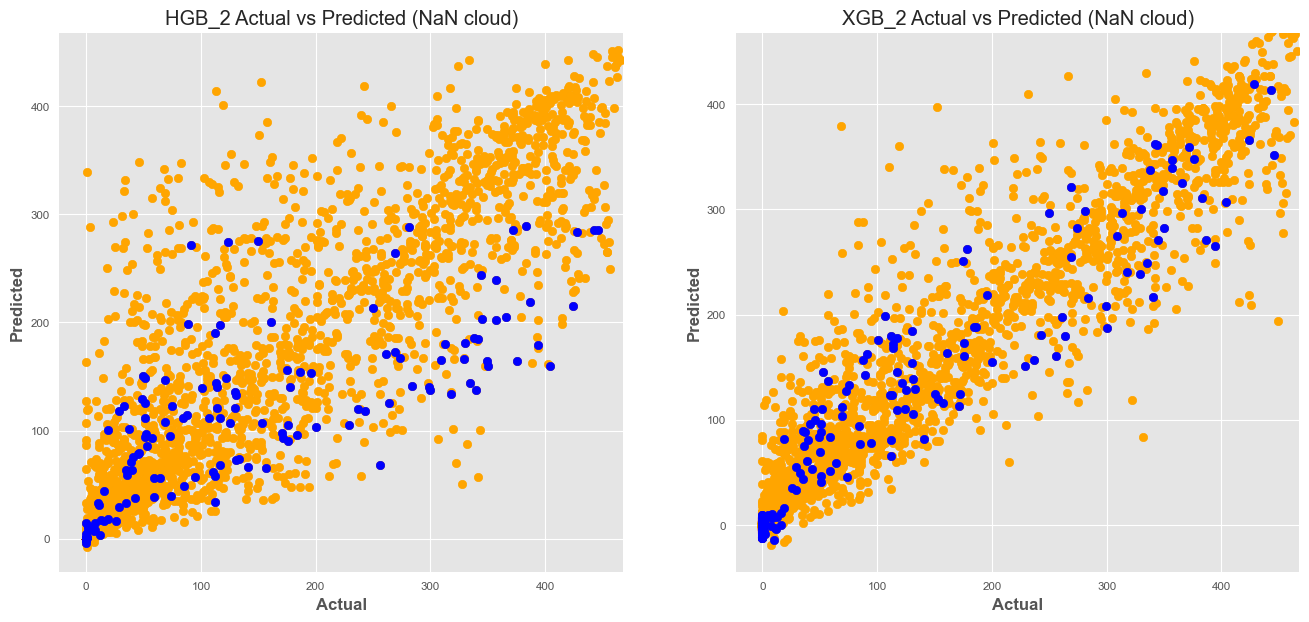 HGB_2 Actual vs Predicted (NaN cloud)
400
300
200
100
0
Predicted
0 100 200 300 400
Actual
XGB_2 Actual vs Predicted (NaN cloud)
400
300
200
100
0
Predicted
0 100 200 300 400
Actual